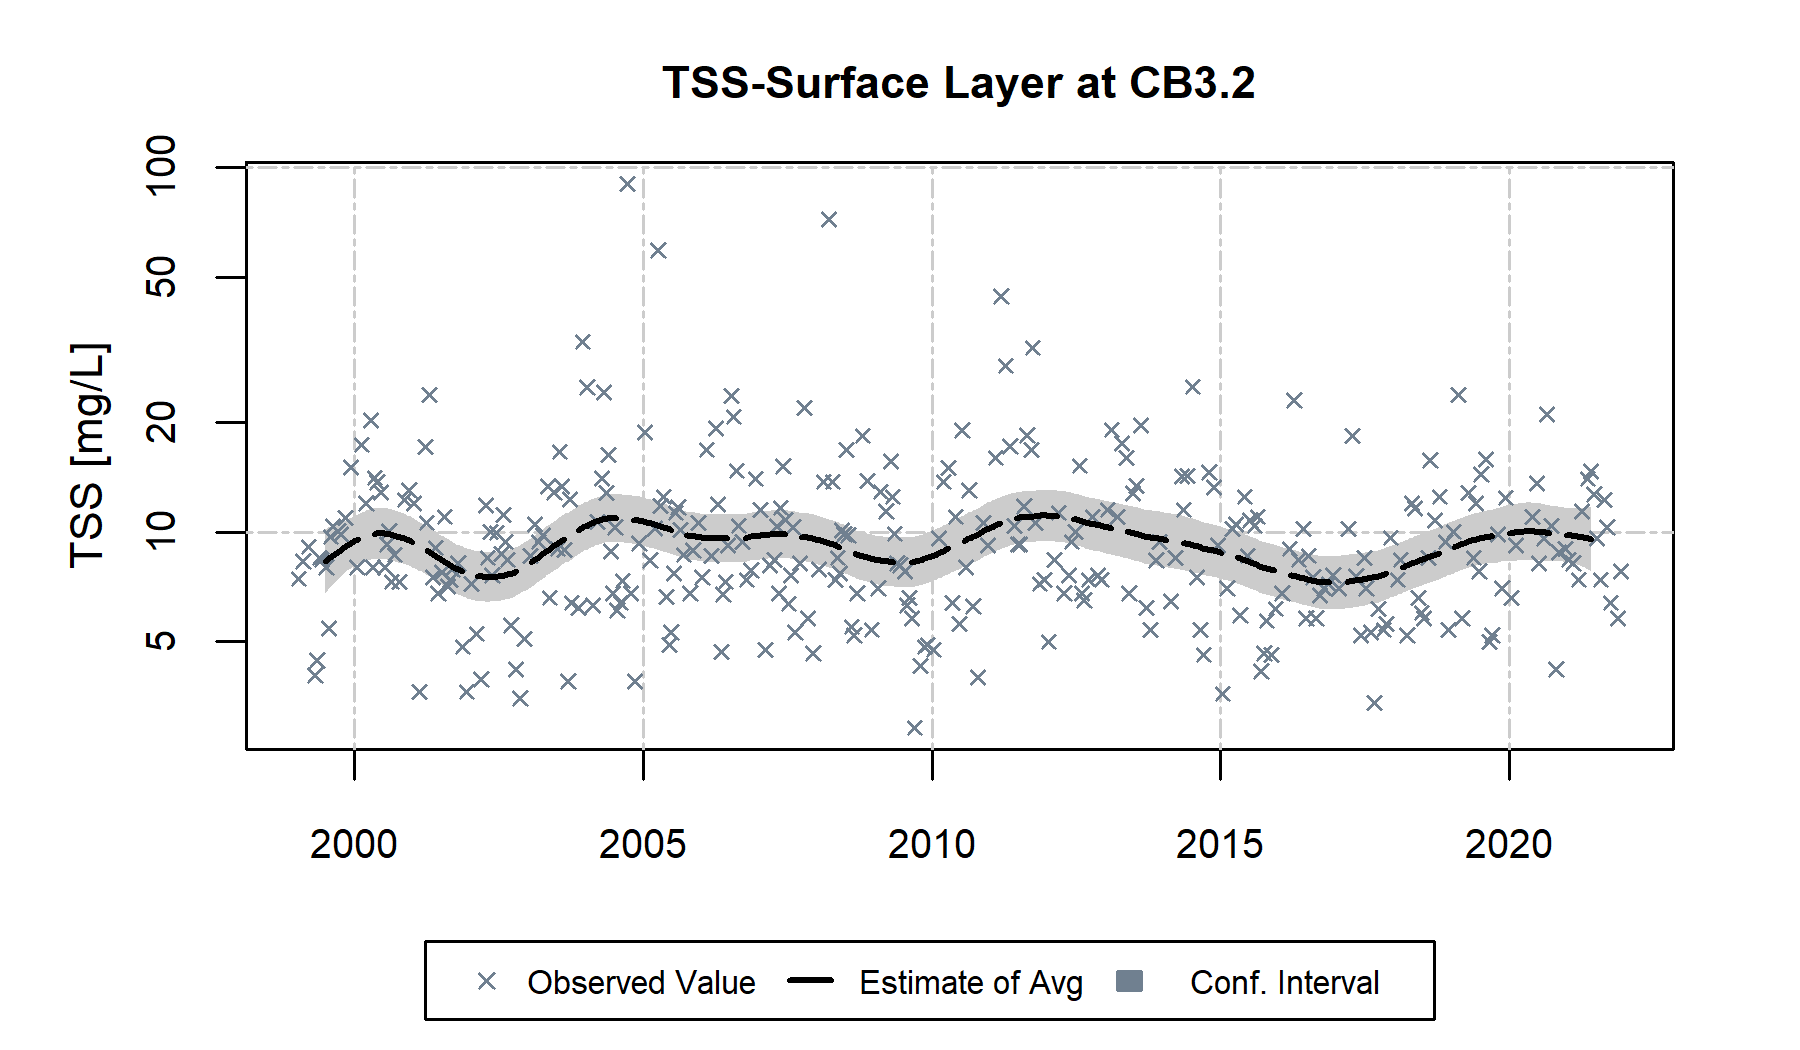 TSS-Surface Layer at CB3.2
TSS [mg/L]
100
50
20
10
5
2000 2005 2010 2015 2020
Observed Value Estimate of Avg Conf. Interval